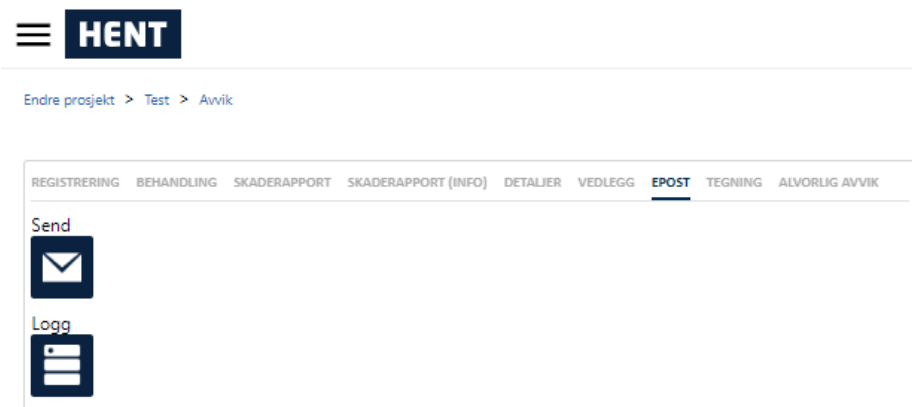 HENT
Endre prosjekt > Test > Avvik
REGISTRERING BEHANDLING SKADERAPPORT SKADERAPPORT (INFO) DETALJER VEDLEGG EPOST TEGNING ALVORLIG AVVIK
Send
Logg